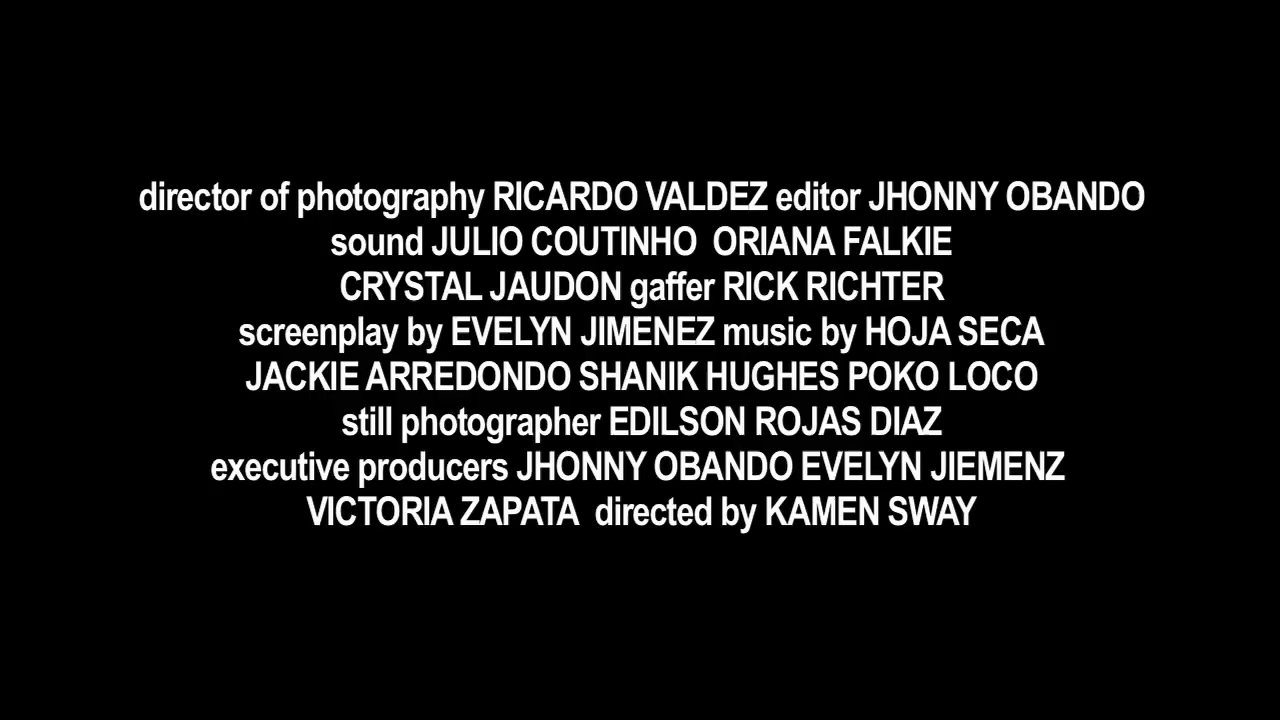 director of photography RICARDO VALDEZ editor JHONNY OBANDO
sound JULIO COUTINHO  ORIANA FALKIE
CRYSTAL JAUDON gaffer RICK RICHTER
screenplay by EVELYN JIMENEZ music by HOJA SECA
JACKIE ARREDONDO SHANIK HUGHES POKO LOCO
still photographer EDILSON ROJAS DIAZ
executive producers JHONNY OBANDO EVELYN JIEMENZ
VICTORIA ZAPATA  directed by KAMEN SWAY